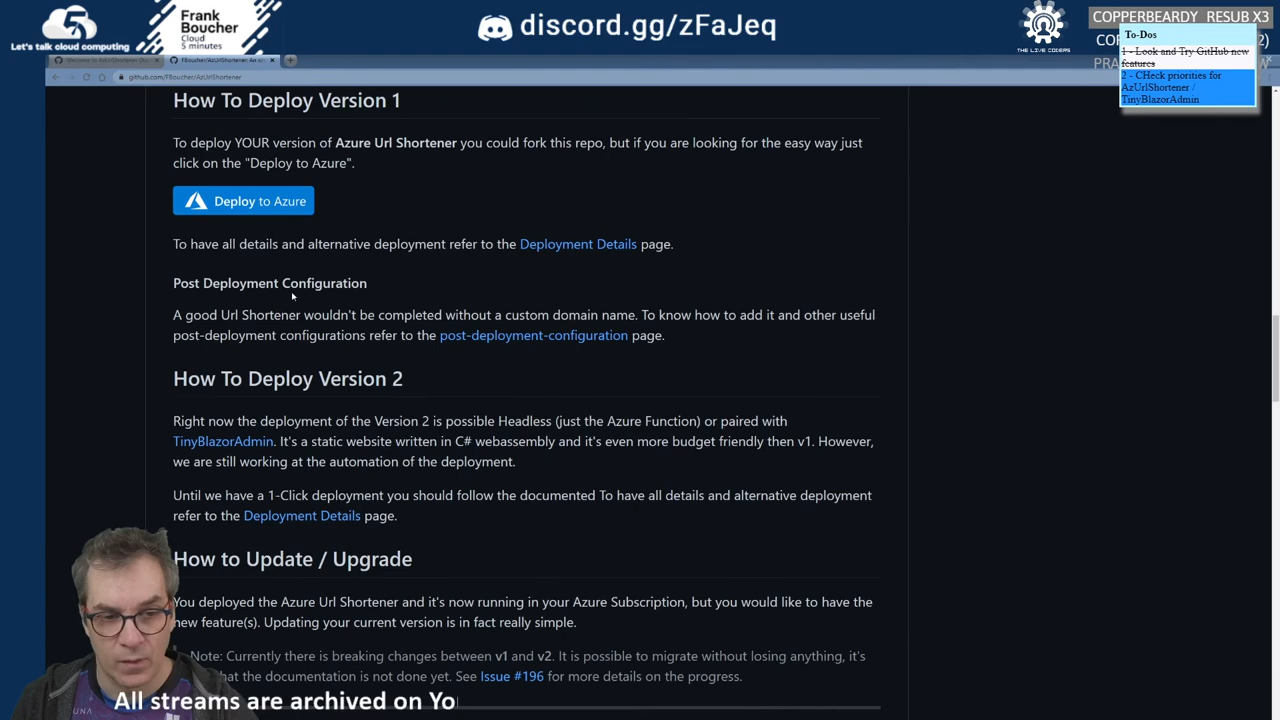 Let's talk cloud computing
Frank
Boucher
Cloud
5 minutes
discord.gg/zFaJeq
THE LIVE CODERS
COPPERBEARDY RESUB X3
To-Dos
1 - Look and Try GitHub new
features
2 - CHeck priorities for
AzUrlShortener /
TinyBlazorAdmin
github.com/FBoucher/AzUrlShortener
How To Deploy Version 1
To deploy YOUR version of Azure Url Shortener you could fork this repo, but if you are looking for the easy way just
click on the "Deploy to Azure".
Deploy to Azure
To have all details and alternative deployment refer to the Deployment Details page.
Post Deployment Configuration
A good Url Shortener wouldn't be completed without a custom domain name. To know how to add it and other useful
post-deployment configurations refer to the post-deployment-configuration page.
How To Deploy Version 2
Right now the deployment of the Version 2 is possible Headless (just the Azure Function) or paired with
TinyBlazorAdmin. It's a static website written in C# webassembly and it's even more budget friendly then v1. However,
we are still working at the automation of the deployment.
Until we have a 1-Click deployment you should follow the documented To have all details and alternative deployment
refer to the Deployment Details page.
How to Update / Upgrade
You deployed the Azure Url Shortener and it's now running in your Azure Subscription, but you would like to have the
new feature(s). Updating your current version is in fact really simple.
Note: Currently there is breaking changes between v1 and v2. It is possible to migrate without losing anything, it's
that the documentation is not done yet. See Issue #196 for more details on the progress.
All streams are archived on Yo